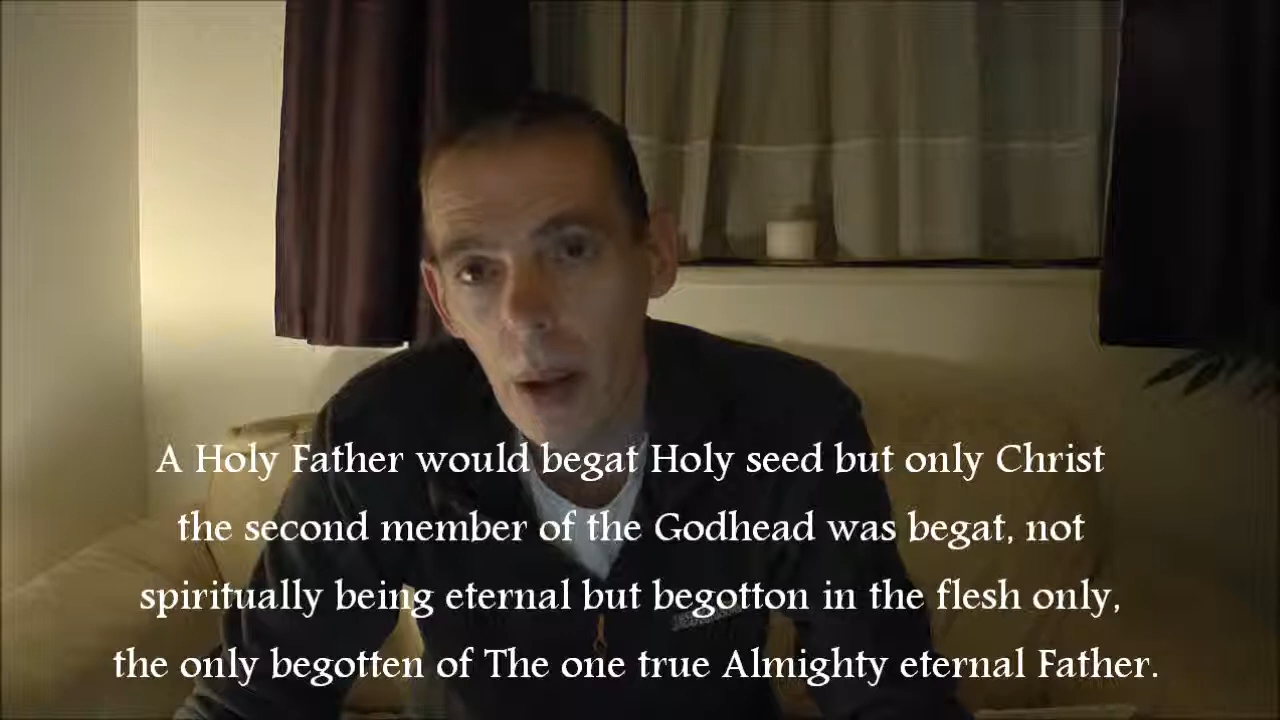 A Holy Father would begat Holy seed but only Christ
the second member of the Godhead was begat, not
spiritually being eternal but begotton in the flesh only,
the only begotten of The one true Almighty eternal Father.